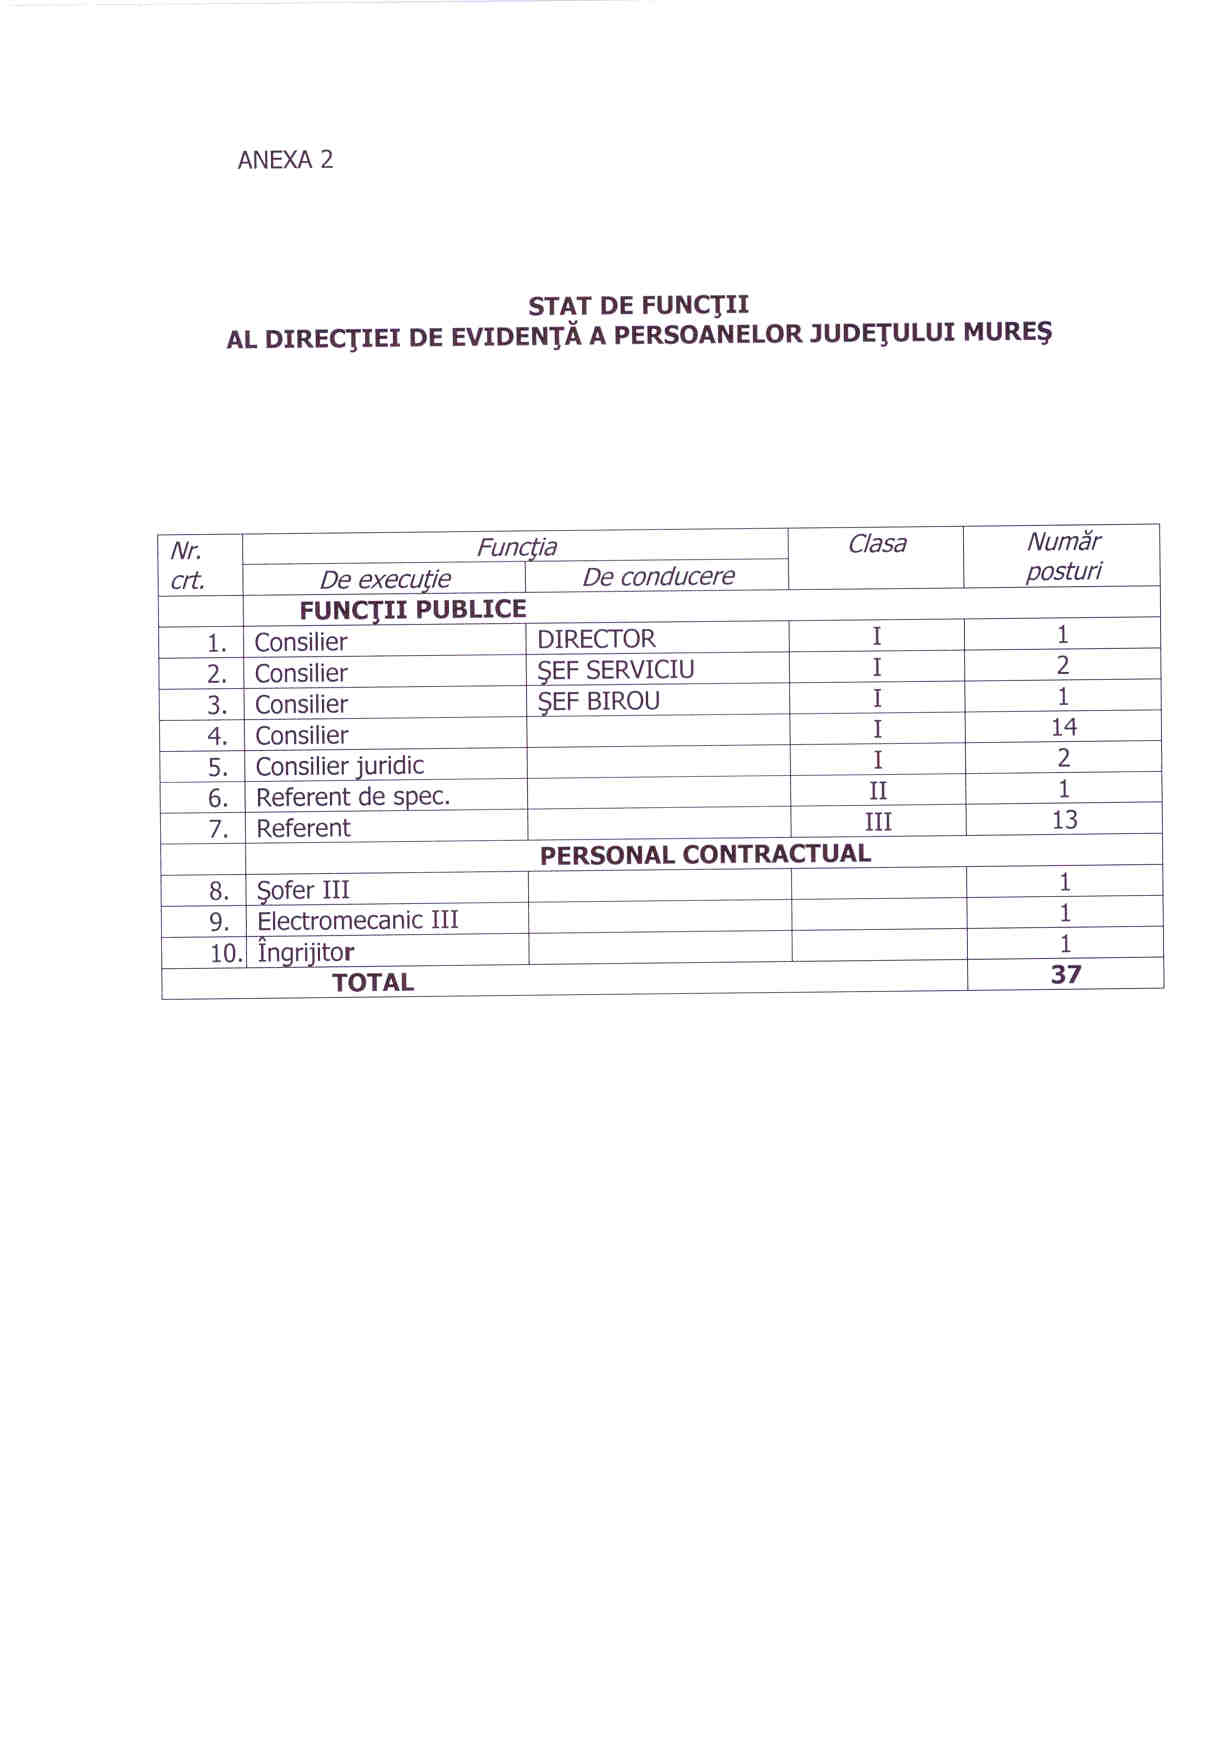 ANEXA 2
STAT DE FUNCŢII
AL DIRECŢIEI DE EVIDENŢĂ A PERSOANELOR JUDEŢULUI MUREŞ
Nr. crt. Funcţia Clasa Număr posturi
De execuţie De conducere
FUNCŢII PUBLICE
1. Consilier DIRECTOR I 1
2. Consilier ŞEF SERVICIU I 2
3. Consilier ŞEF BIROU I 1
4. Consilier I 14
5. Consilier juridic I 2
6. Referent de spec. II 1
7. Referent III 13
PERSONAL CONTRACTUAL
8. Şofer III 1
9. Electromecanic III 1
10. Îngrijitor 1
TOTAL 37